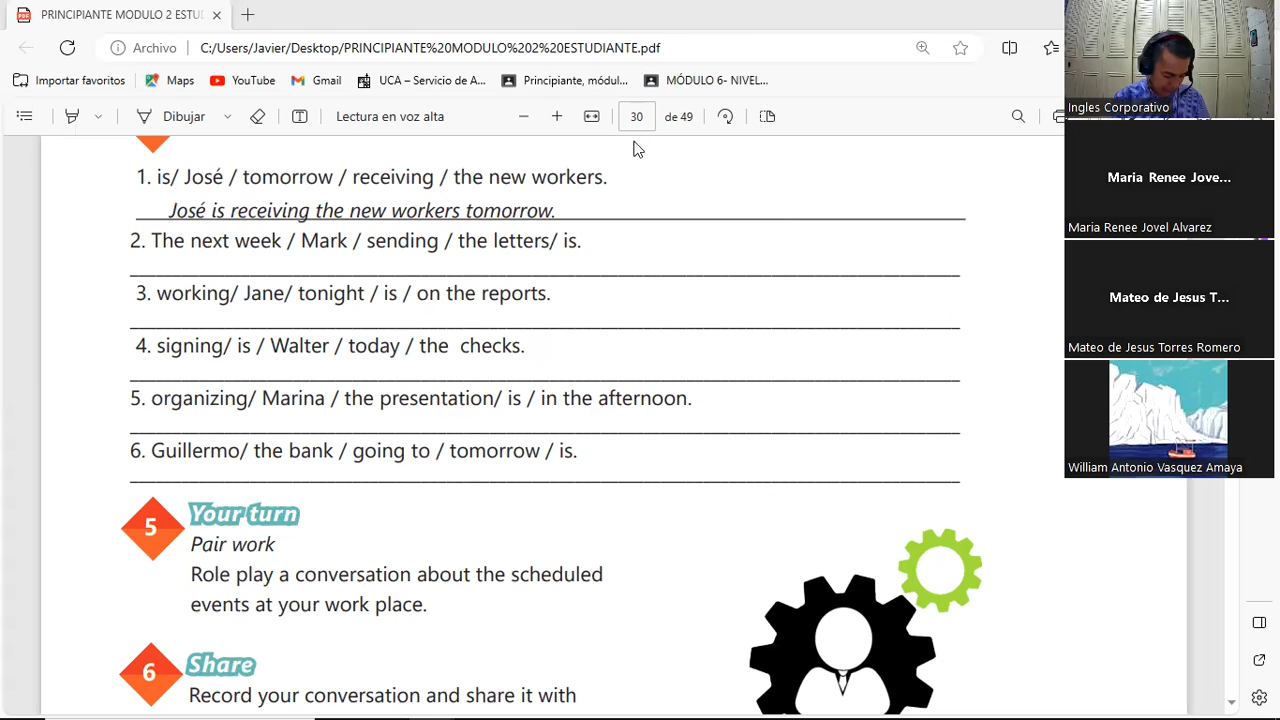 PRINCIPIANTE MODULO 2 ESTUD
Archivo
C:/Users/Javier/Desktop/PRINCIPIANTE%20MODULO%202%20ESTUDIANTE.pdf
Importar favoritos
Maps
YouTube
Gmail
UCA – Servicio de A...
Principiante, módul...
MÓDULO 6- NIVEL...
Dibujar
Lectura en voz alta
30
de 49
1. is/ José / tomorrow / receiving / the new workers.
José is receiving the new workers tomorrow.
2. The next week / Mark / sending / the letters/ is.
3. working/ Jane/ tonight / is / on the reports.
4. signing/ is / Walter / today / the checks.
5. organizing/ Marina / the presentation/ is / in the afternoon.
6. Guillermo/ the bank / going to / tomorrow / is.
5
Your turn
Pair work
Role play a conversation about the scheduled
events at your work place.
6
Share
Record your conversation and share it with
Ingles Corporativo
Maria Renee Jove...
Maria Renee Jovel Alvarez
Mateo de Jesus T...
Mateo de Jesus Torres Romero
William Antonio Vasquez Amaya